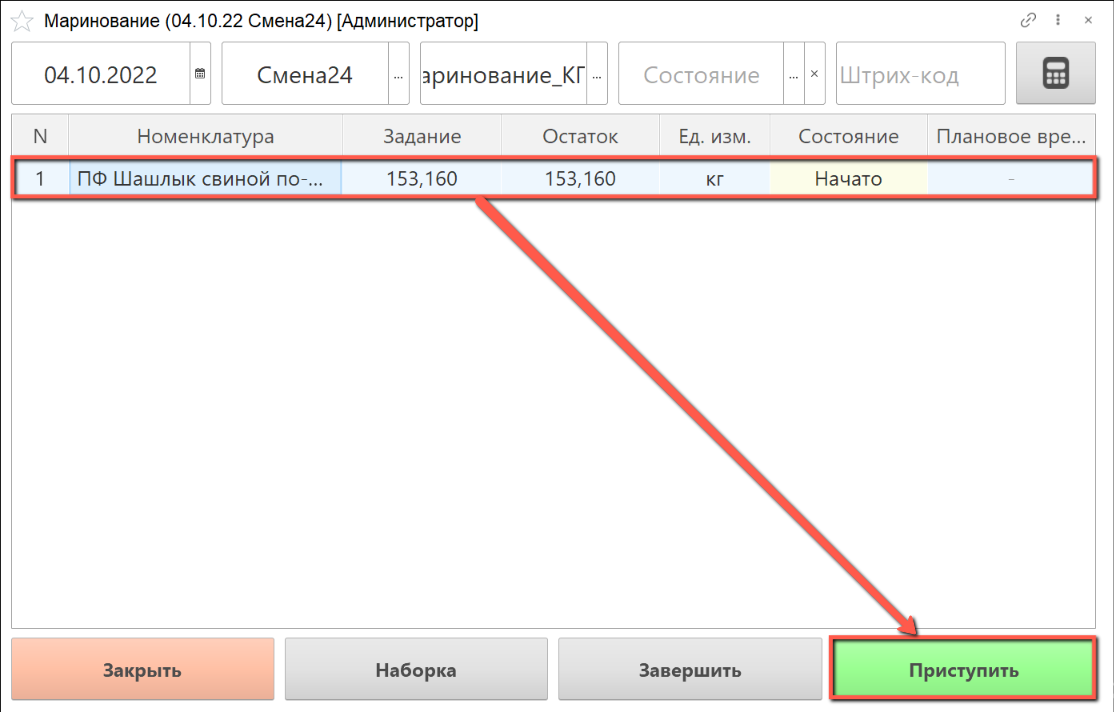 Маринование (04.10.22 Смена24) [Администратор]
04.10.2022 Смена24 ... аринование_КГ ... Состояние ... × Штрих-код
N Номенклатура Задание Остаток Ед. изм. Состояние Плановое вре...
1 ПФ Шашлык свиной по-... 153,160 153,160 кг Начато -
Закрыть Наборка Завершить Приступить